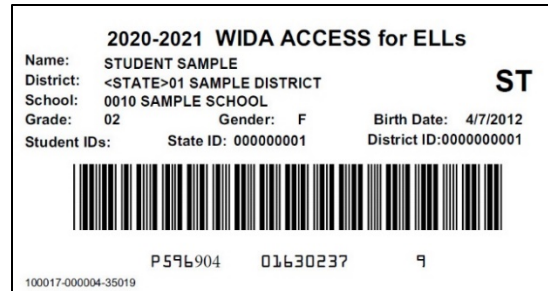 2020-2021 WIDA ACCESS for ELLs
Name: STUDENT SAMPLE
District: <STATE>01 SAMPLE DISTRICT ST
School: 0010 SAMPLE SCHOOL
Grade: 02 Gender: F Birth Date: 4/7/2012
Student IDs: State ID: 000000001 District ID:0000000001
P596904 01630237 9
100017-000004-35019